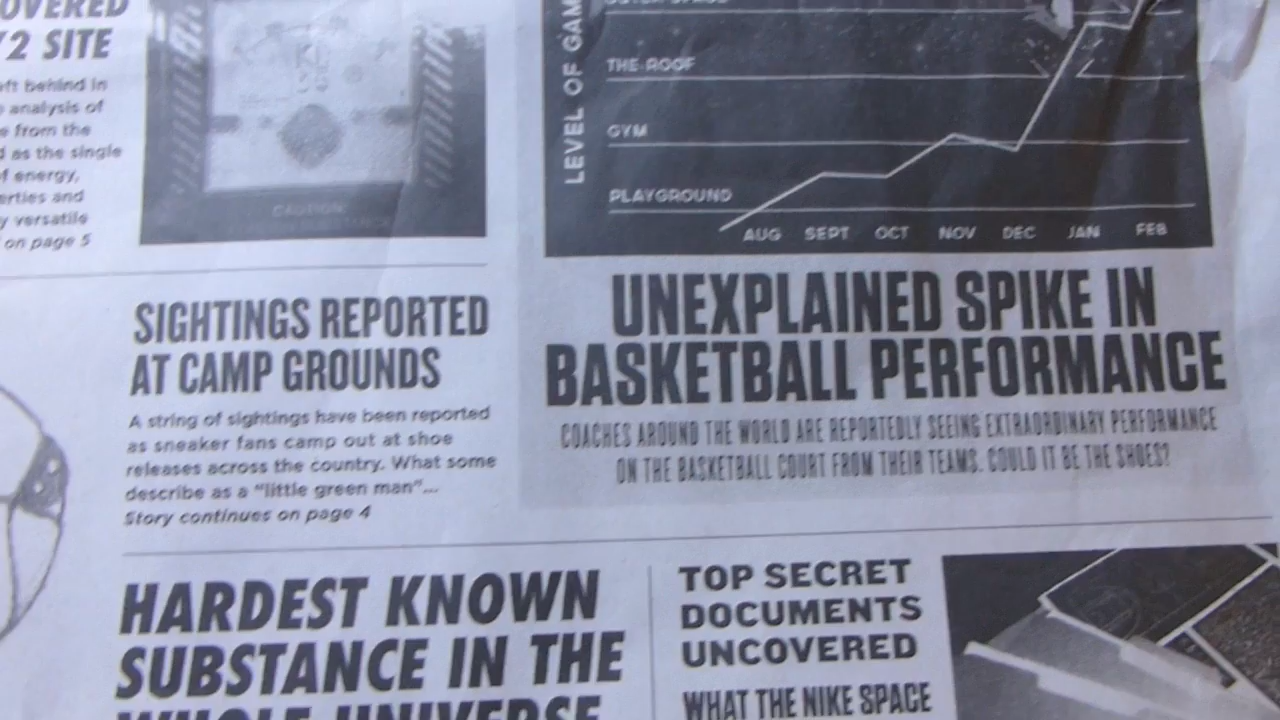 OVERED
2 SITE
ft behind in
analysis of
from the
as the single
f energy,
erties and
y versatile
on page 5
CAUTION
LEVEL OF GAM
THE ROOF
GYM
PLAYGROUND
AUG SEPT OCT NOV DEC JAN FEB
SIGHTINGS REPORTED
AT CAMP GROUNDS
A string of sightings have been reported
as sneaker fans camp out at shoe
releases across the country. What some
describe as a "little green man"...
Story continues on page 4
UNEXPLAINED SPIKE IN
BASKETBALL PERFORMANCE
COACHES AROUND THE WORLD ARE REPORTEDLY SEEING EXTRAORDINARY PERFORMANCE
ON THE BASKETBALL COURT FROM THEIR TEAMS. COULD IT BE THE SHOES?
HARDEST KNOWN
SUBSTANCE IN THE
WHOLE UNIVERSE
TOP SECRET
DOCUMENTS
UNCOVERED
WHAT THE NIKE SPACE